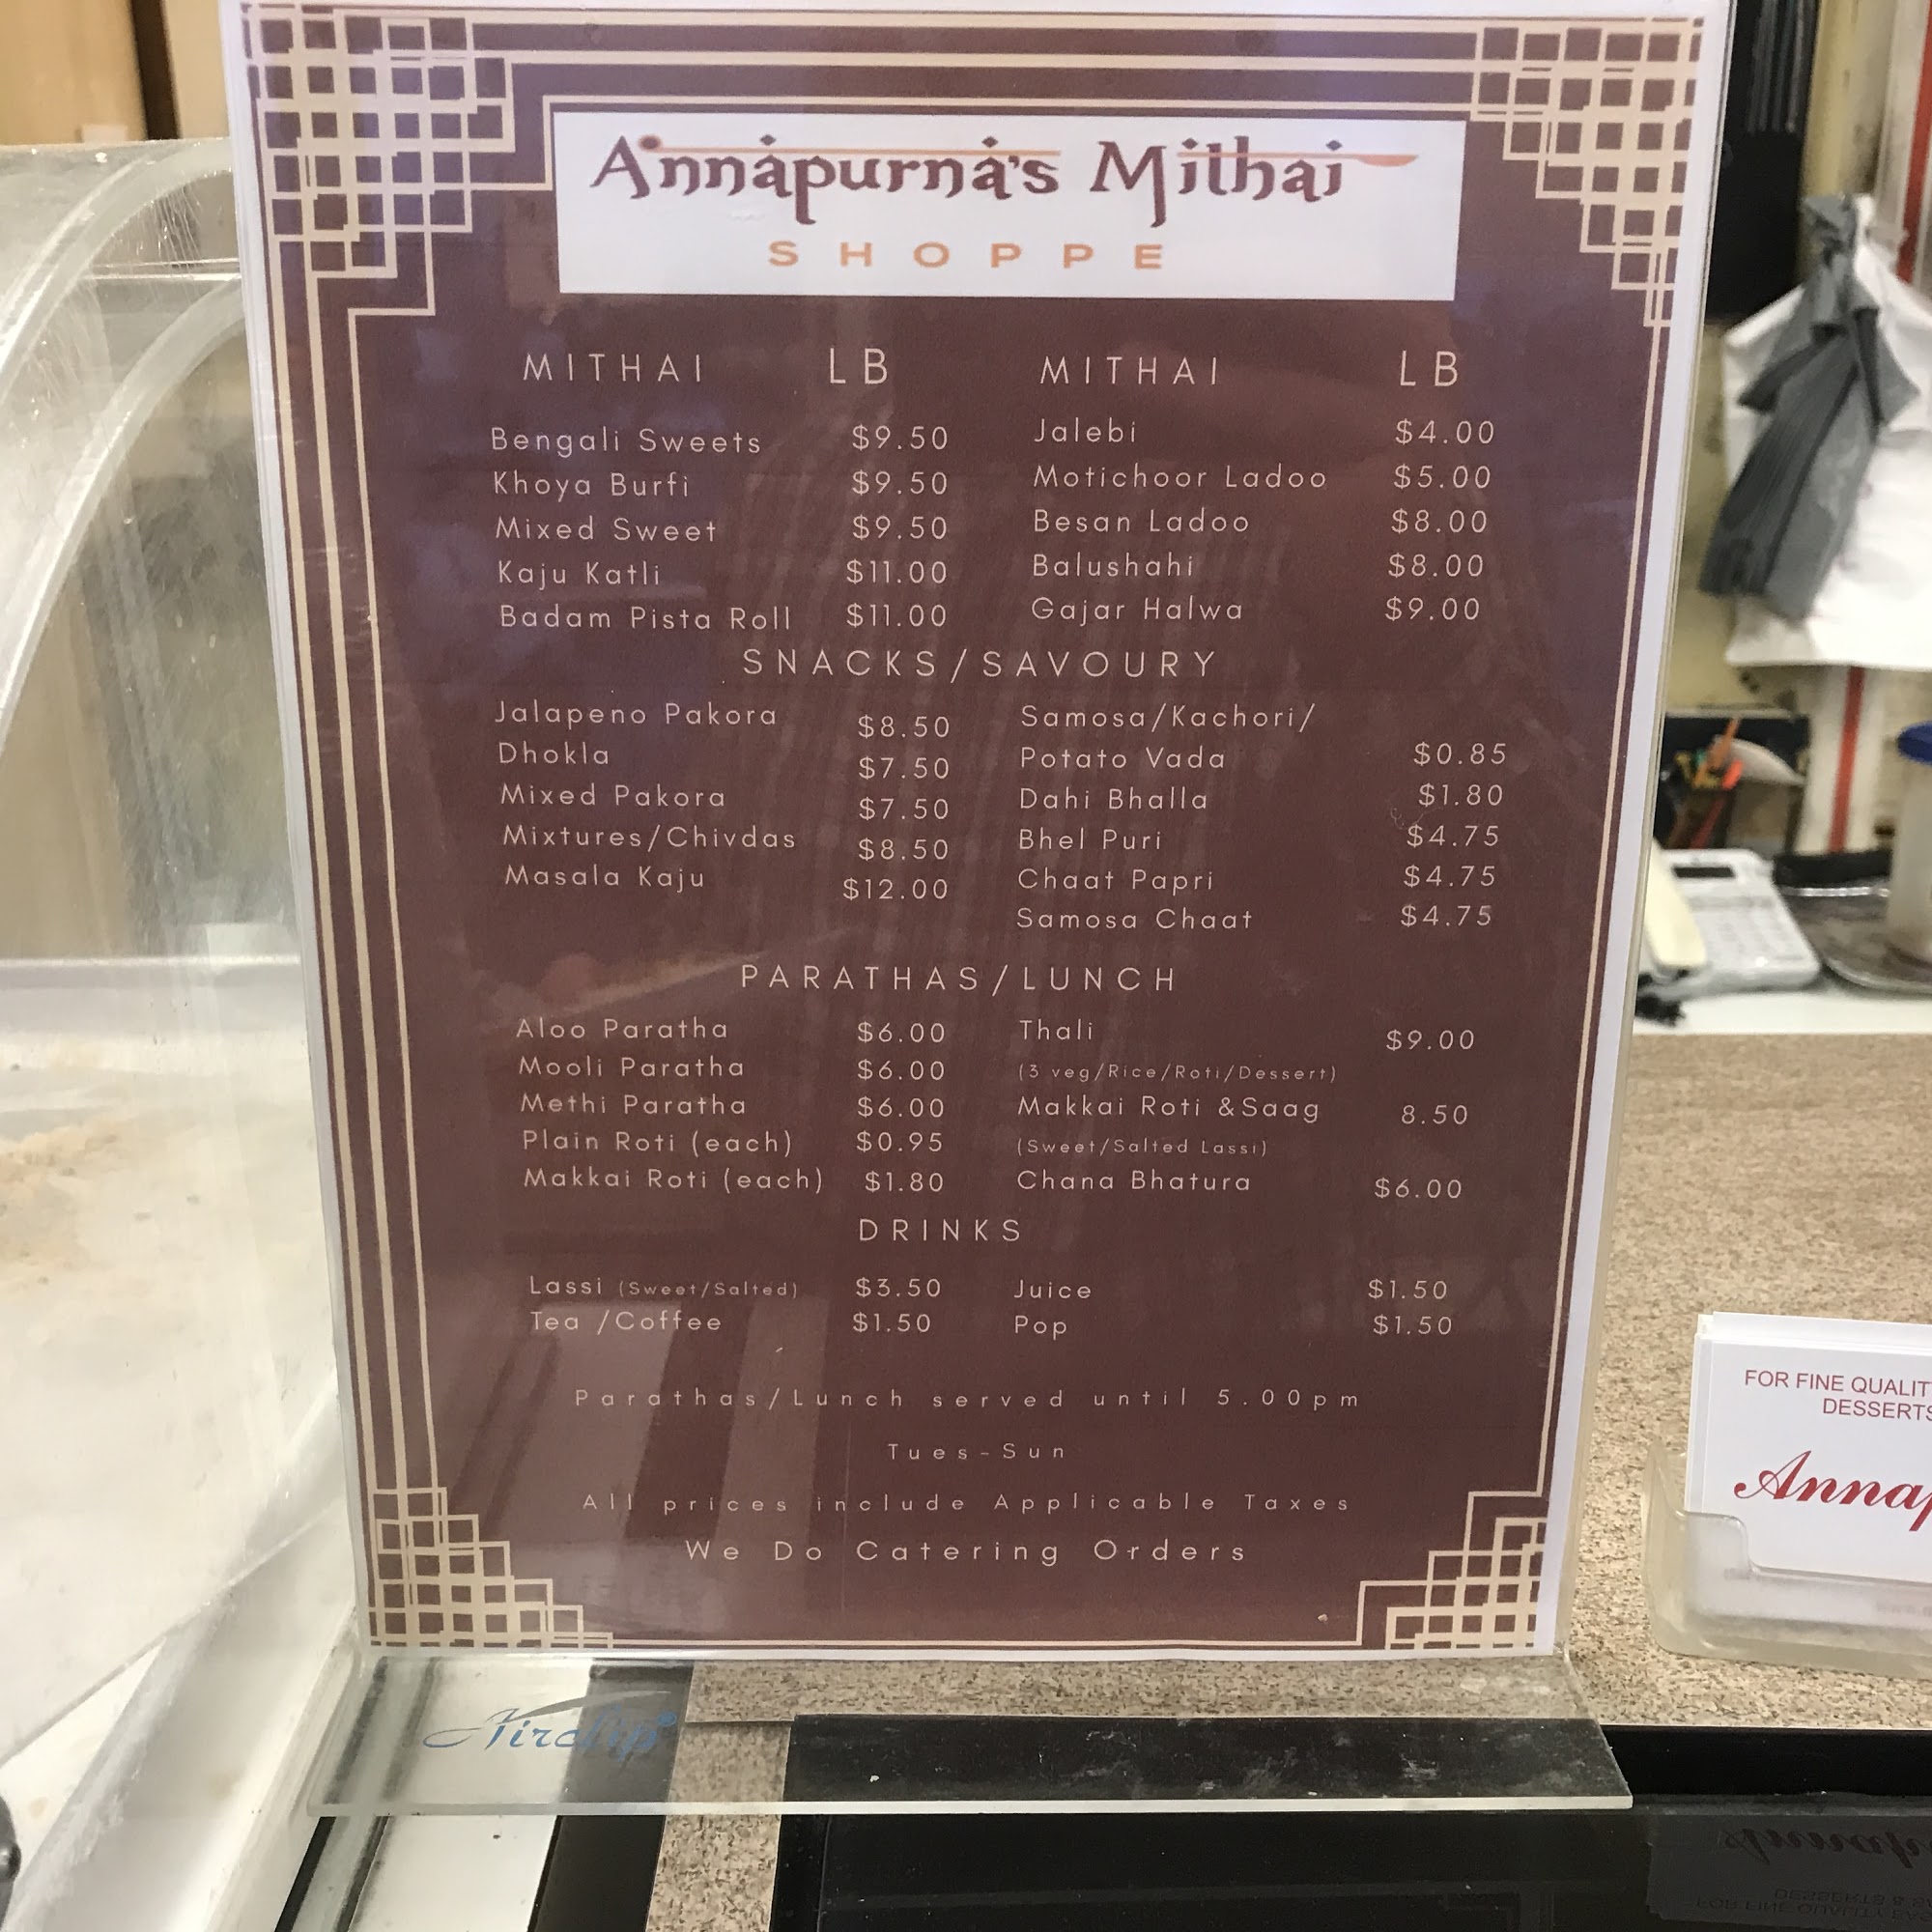 Annapurna's Mithai
SHOPPE
MITHAI LB MITHAI LB
Bengali Sweets $9.50 Jalebi $4.00
Khoya Burfi $9.50 Motichoor Ladoo $5.00
Mixed Sweet $9.50 Besan Ladoo $8.00
Kaju Katli $11.00 Balushahi $8.00
Badam Pista Roll $11.00 Gajar Halwa $9.00
SNACKS/SAVOURY
Jalapeno Pakora $8.50 Samosa/Kachori/
Dhokla $7.50 Potato Vada $0.85
Mixed Pakora $7.50 Dahi Bhalla $1.80
Mixtures/Chivdas $8.50 Bhel Puri $4.75
Masala Kaju $12.00 Chaat Papri $4.75
Samosa Chaat $4.75
PARATHAS/LUNCH
Aloo Paratha $6.00 Thali $9.00
Mooli Paratha $6.00 (3 veg/Rice/Roti/Dessert)
Methi Paratha $6.00 Makkai Roti &Saag 8.50
Plain Roti (each) $0.95 (Sweet/Salted Lassi)
Makkai Roti (each) $1.80 Chana Bhatura $6.00
DRINKS
Lassi (Sweet/Salted) $3.50 Juice $1.50
Tea /Coffee $1.50 Pop $1.50
Parathas/Lunch served until 5.00pm
Tues-Sun
All prices include Applicable Taxes
We Do Catering Orders
FOR FINE QUALIT
DESSERTS
Annap